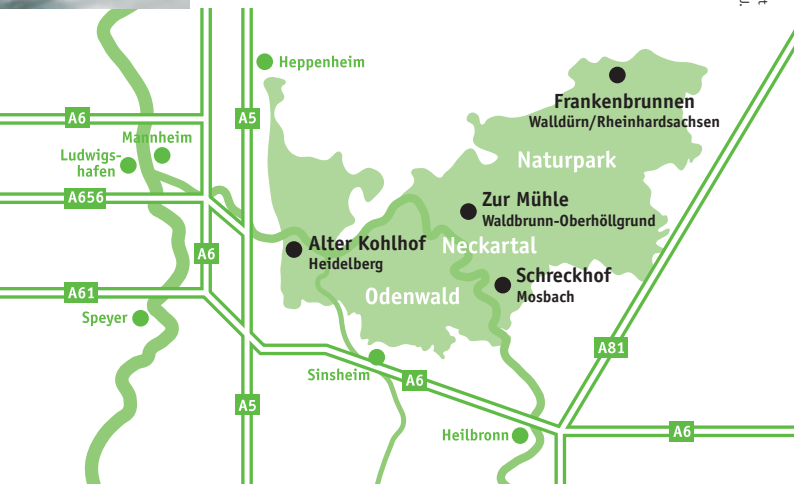 t
J.
Heppenheim
Frankenbrunnen
Walldürn/Rheinhardsachsen
A6
A5
Mannheim
Ludwigs-
hafen
Naturpark
A656
Zur Mühle
Waldbrunn-Oberhöllgrund
Alter Kohlhof
Heidelberg
Neckartal
A6
Schreckhof
Mosbach
A61
Odenwald
Speyer
A81
Sinsheim
A6
A5
Heilbronn
A6